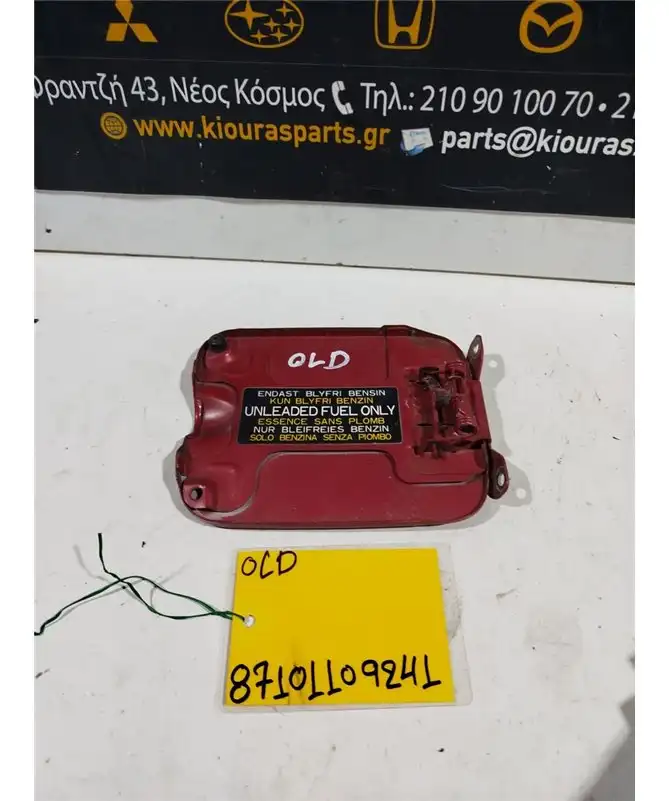 Φραντζή 43, Νέος Κόσμος Τηλ.: 210 90 100 70 • 2
www.kiourasparts.gr parts@kiouras
OLD
ENDAST BLYFRI BENSIN
KUN BLYFRI BENZIN
UNLEADED FUEL ONLY
ESSENCE SANS PLOMB
NUR BLEIFREIES BENZIN
SOLO BENZINA SENZA PIOMBO
OLD
87101109241